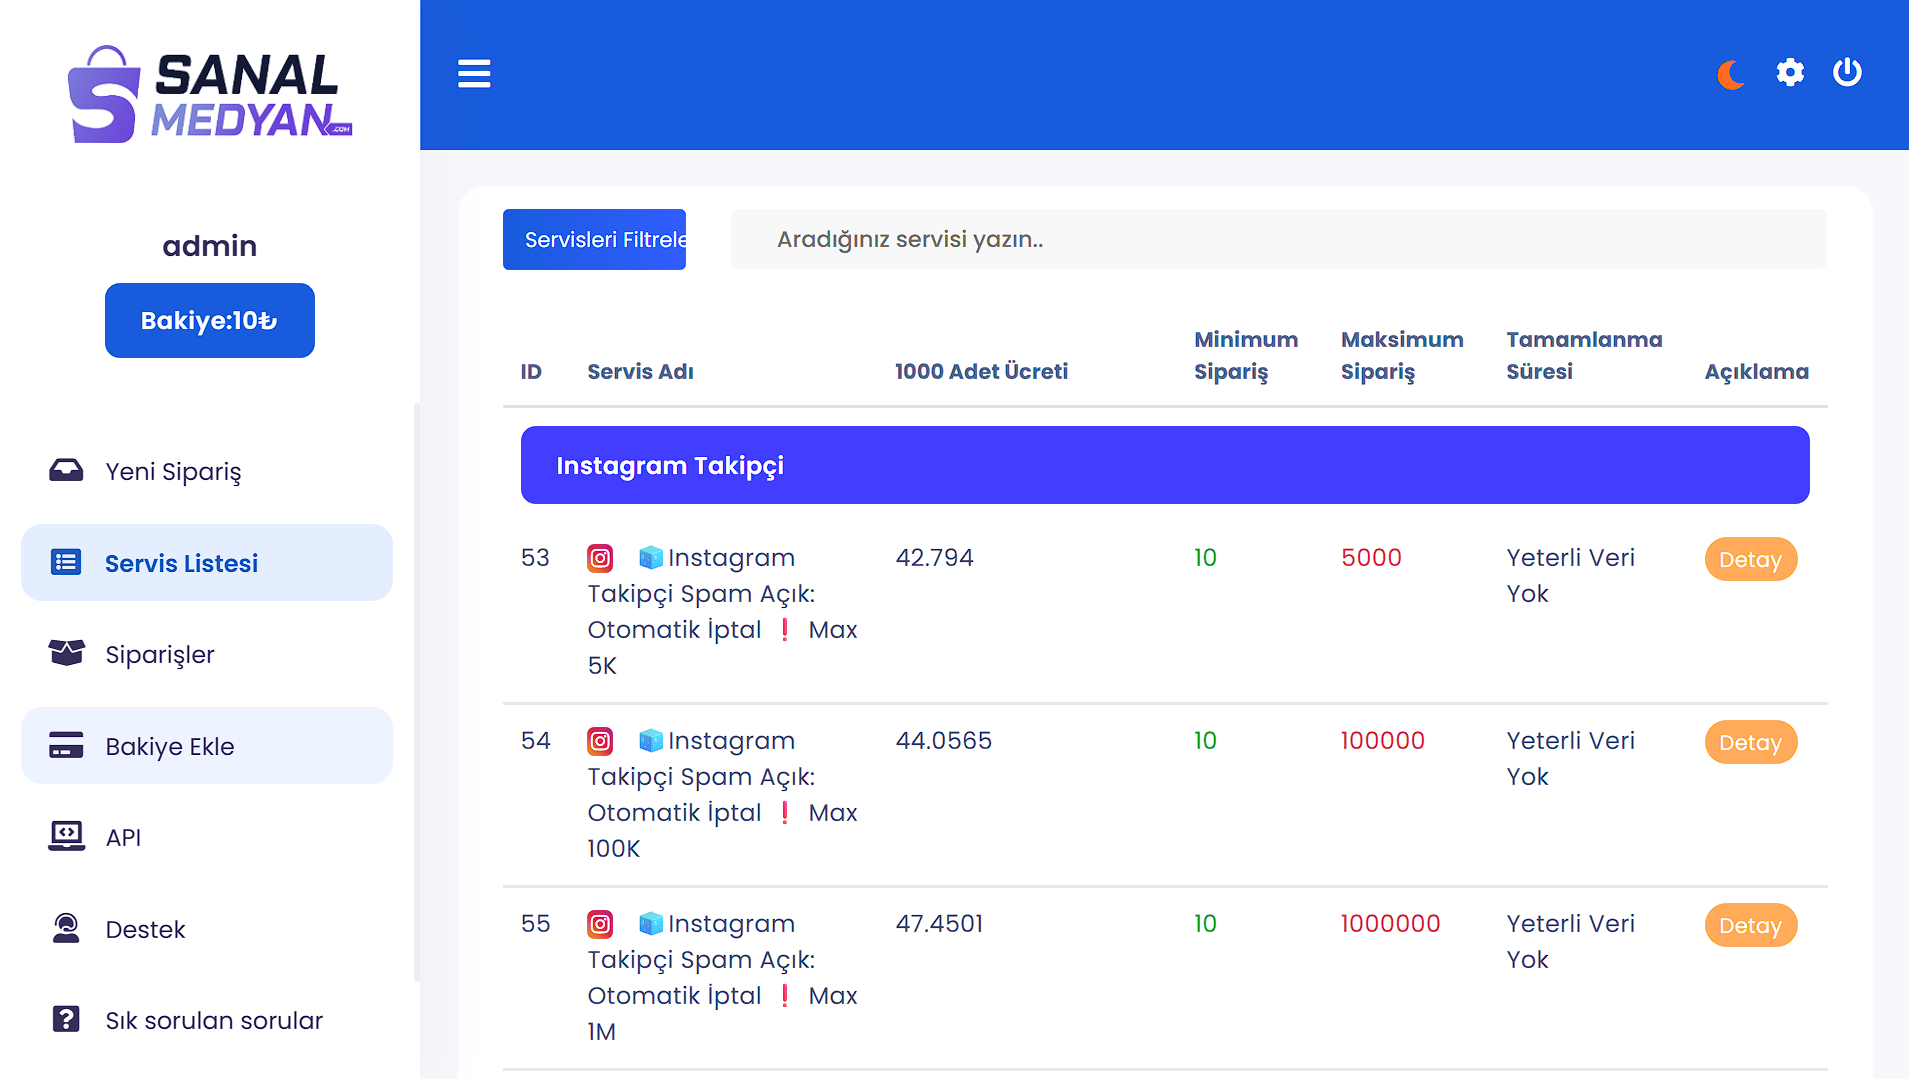 SANAL
MEDYAN
.COM
admin
Bakiye:10₺
Yeni Sipariş
Servis Listesi
Siparişler
Bakiye Ekle
API
Destek
Sık sorulan sorular
Servisleri Filtrele
Aradığınız servisi yazın..
ID Servis Adı 1000 Adet Ücreti Minimum Sipariş Maksimum Sipariş Tamamlanma Süresi Açıklama
Instagram Takipçi
53 Instagram 42.794 10 5000 Yeterli Veri Detay
Takipçi Spam Açık: Yok
Otomatik İptal ❗ Max
5K
54 Instagram 44.0565 10 100000 Yeterli Veri Detay
Takipçi Spam Açık: Yok
Otomatik İptal ❗ Max
100K
55 Instagram 47.4501 10 1000000 Yeterli Veri Detay
Takipçi Spam Açık: Yok
Otomatik İptal ❗ Max
1M